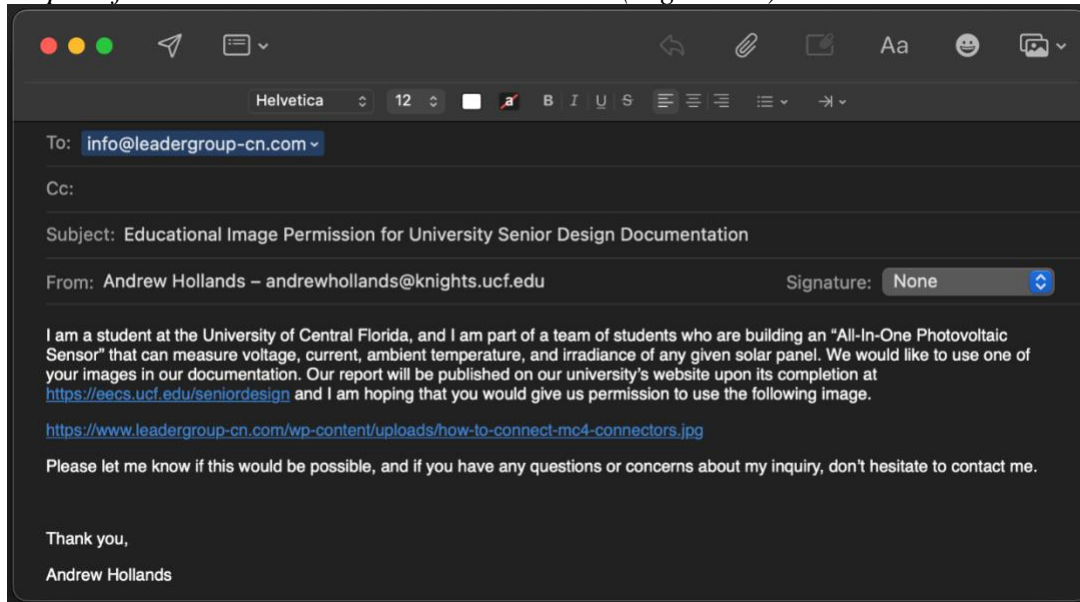 Helvetica 12 a B I U S
Aa
To: info@leadergroup-cn.com
Cc:
Subject: Educational Image Permission for University Senior Design Documentation
From: Andrew Hollands – andrewhollands@knights.ucf.edu Signature: None
I am a student at the University of Central Florida, and I am part of a team of students who are building an “All-In-One Photovoltaic
Sensor” that can measure voltage, current, ambient temperature, and irradiance of any given solar panel. We would like to use one of
your images in our documentation. Our report will be published on our university’s website upon its completion at
https://eecs.ucf.edu/seniordesign and I am hoping that you would give us permission to use the following image.
https://www.leadergroup-cn.com/wp-content/uploads/how-to-connect-mc4-connectors.jpg
Please let me know if this would be possible, and if you have any questions or concerns about my inquiry, don’t hesitate to contact me.
Thank you,
Andrew Hollands